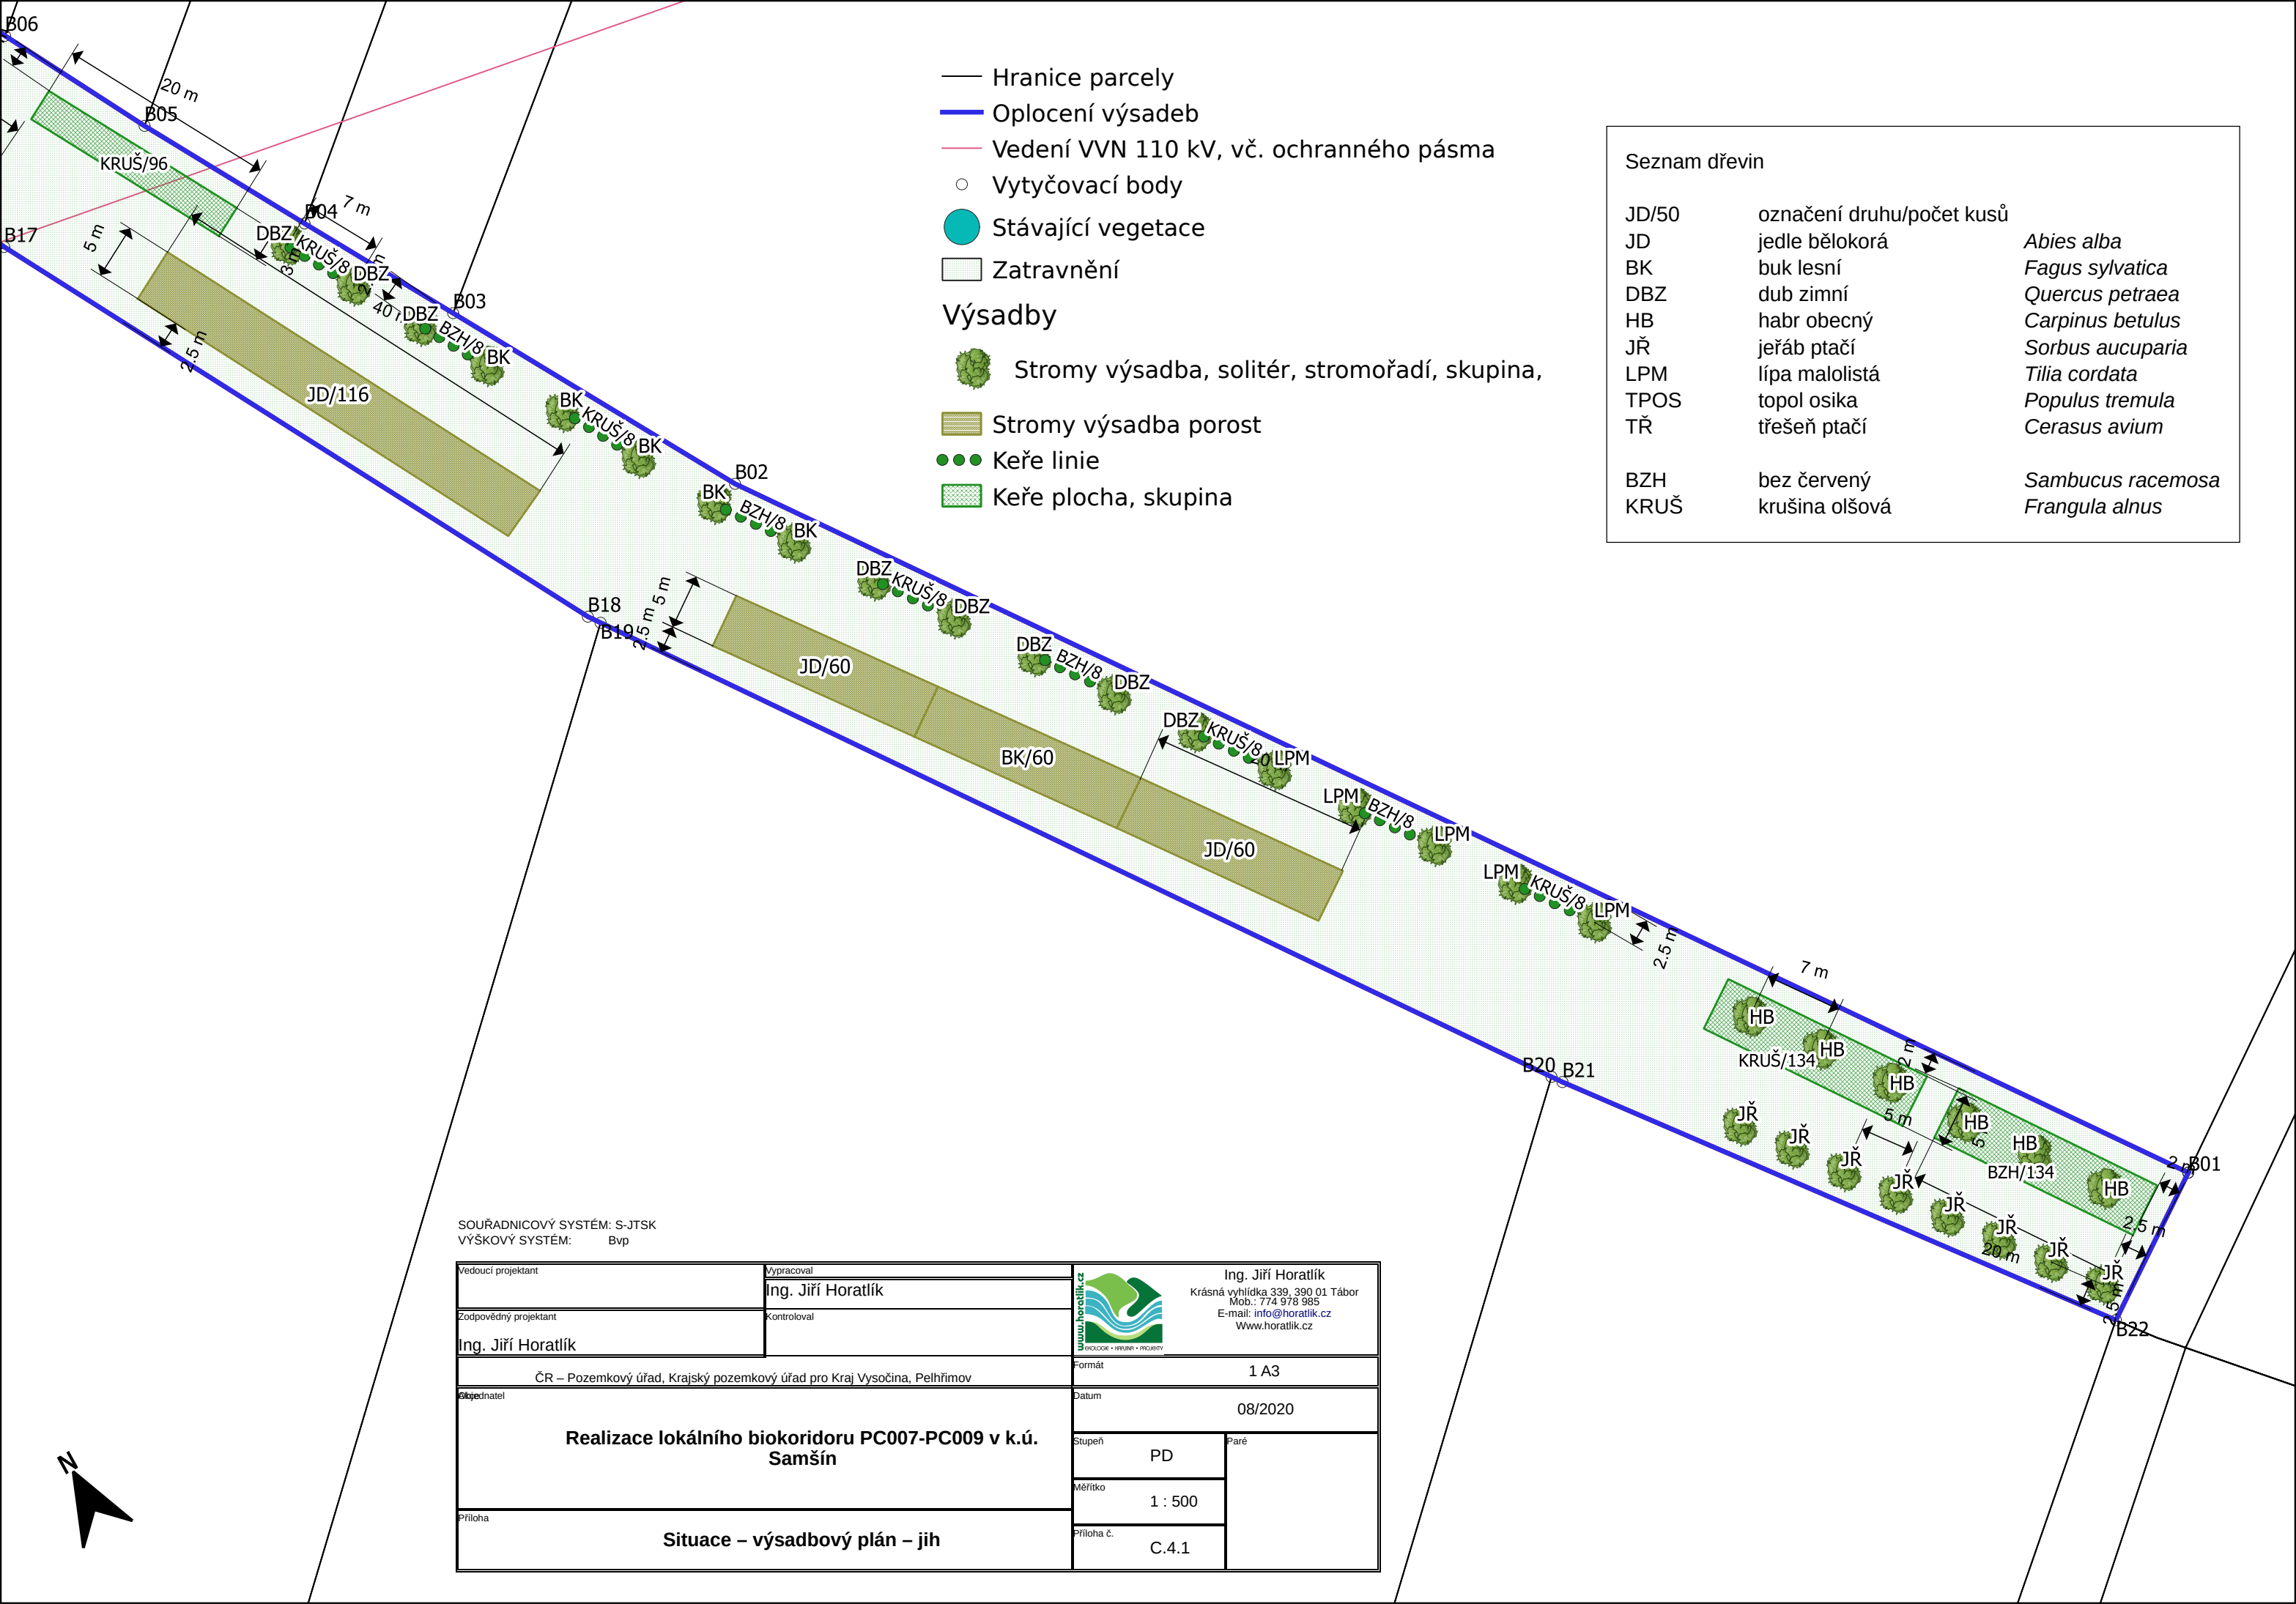 B06
20 m
B05
KRUŠ/96
7 m
B04
B17
5 m
DBZ
KRUŠ/8
3 m
DBZ
B03
DBZ
BZH/8
BK
2.5 m
JD/116
BK
KRUŠ/8
BK
B02
BK
BZH/8
BK
DBZ
KRUŠ/8
DBZ
B18
B19
5 m
2.5 m
JD/60
DBZ
BZH/8
DBZ
BK/60
DBZ
KRUŠ/8
LPM
JD/60
LPM
BZH/8
LPM
LPM
KRUŠ/8
LPM
2.5 m
7 m
HB
HB
KRUŠ/134
HB
2 m
B20
B21
5 m
HB
HB
BZH/134
HB
B01
2.5 m
JŘ
JŘ
JŘ
JŘ
JŘ
JŘ
JŘ
JŘ
20 m
B22
Hranice parcely
Oplocení výsadeb
Vedení VVN 110 kV, vč. ochranného pásma
Vytyčovací body
Stávající vegetace
Zatravnění
Výsadby
Stromy výsadba, solitér, stromořadí, skupina,
Stromy výsadba porost
Keře linie
Keře plocha, skupina
Seznam dřevin
JD/50 označení druhu/počet kusů
JD jedle bělokorá Abies alba
BK buk lesní Fagus sylvatica
DBZ dub zimní Quercus petraea
HB habr obecný Carpinus betulus
JŘ jeřáb ptačí Sorbus aucuparia
LPM lípa malolistá Tilia cordata
TPOS topol osika Populus tremula
TŘ třešeň ptačí Cerasus avium
BZH bez červený Sambucus racemosa
KRUŠ krušina olšová Frangula alnus
SOUŘADNICOVÝ SYSTÉM: S-JTSK
VÝŠKOVÝ SYSTÉM: Bvp
Vedoucí projektant
Vypracoval
Ing. Jiří Horatlík
Zodpovědný projektant
Ing. Jiří Horatlík
Kontroloval
www.horatlik.cz
EKOLOGIE • KRAJINA • PROJEKTY
Ing. Jiří Horatlík
Krásná vyhlídka 339, 390 01 Tábor
Mob.: 774 978 985
E-mail: info@horatlik.cz
Www.horatlik.cz
ČR – Pozemkový úřad, Krajský pozemkový úřad pro Kraj Vysočina, Pelhřimov
Formát
1 A3
Datum
08/2020
Realizace lokálního biokoridoru PC007-PC009 v k.ú.
Samšín
Stupeň
PD
Paré
Měřítko
1 : 500
Příloha
Situace – výsadbový plán – jih
Příloha č.
C.4.1
N